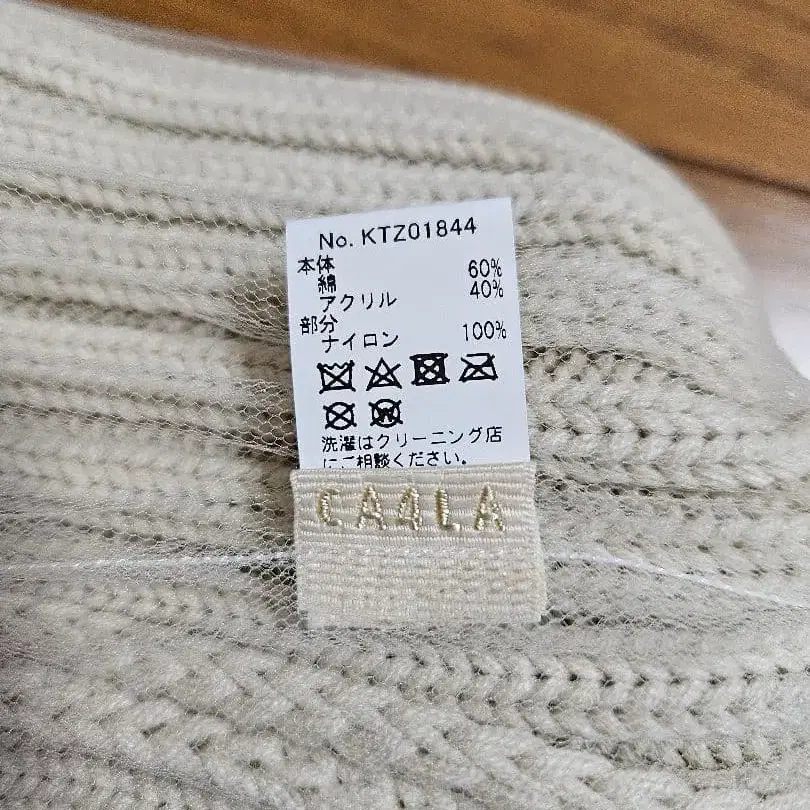 No. KTZ01844
本体
綿 60%
アクリル 40%
部分
ナイロン 100%
W
洗濯はクリーニング店
にご相談ください。
CA4LA